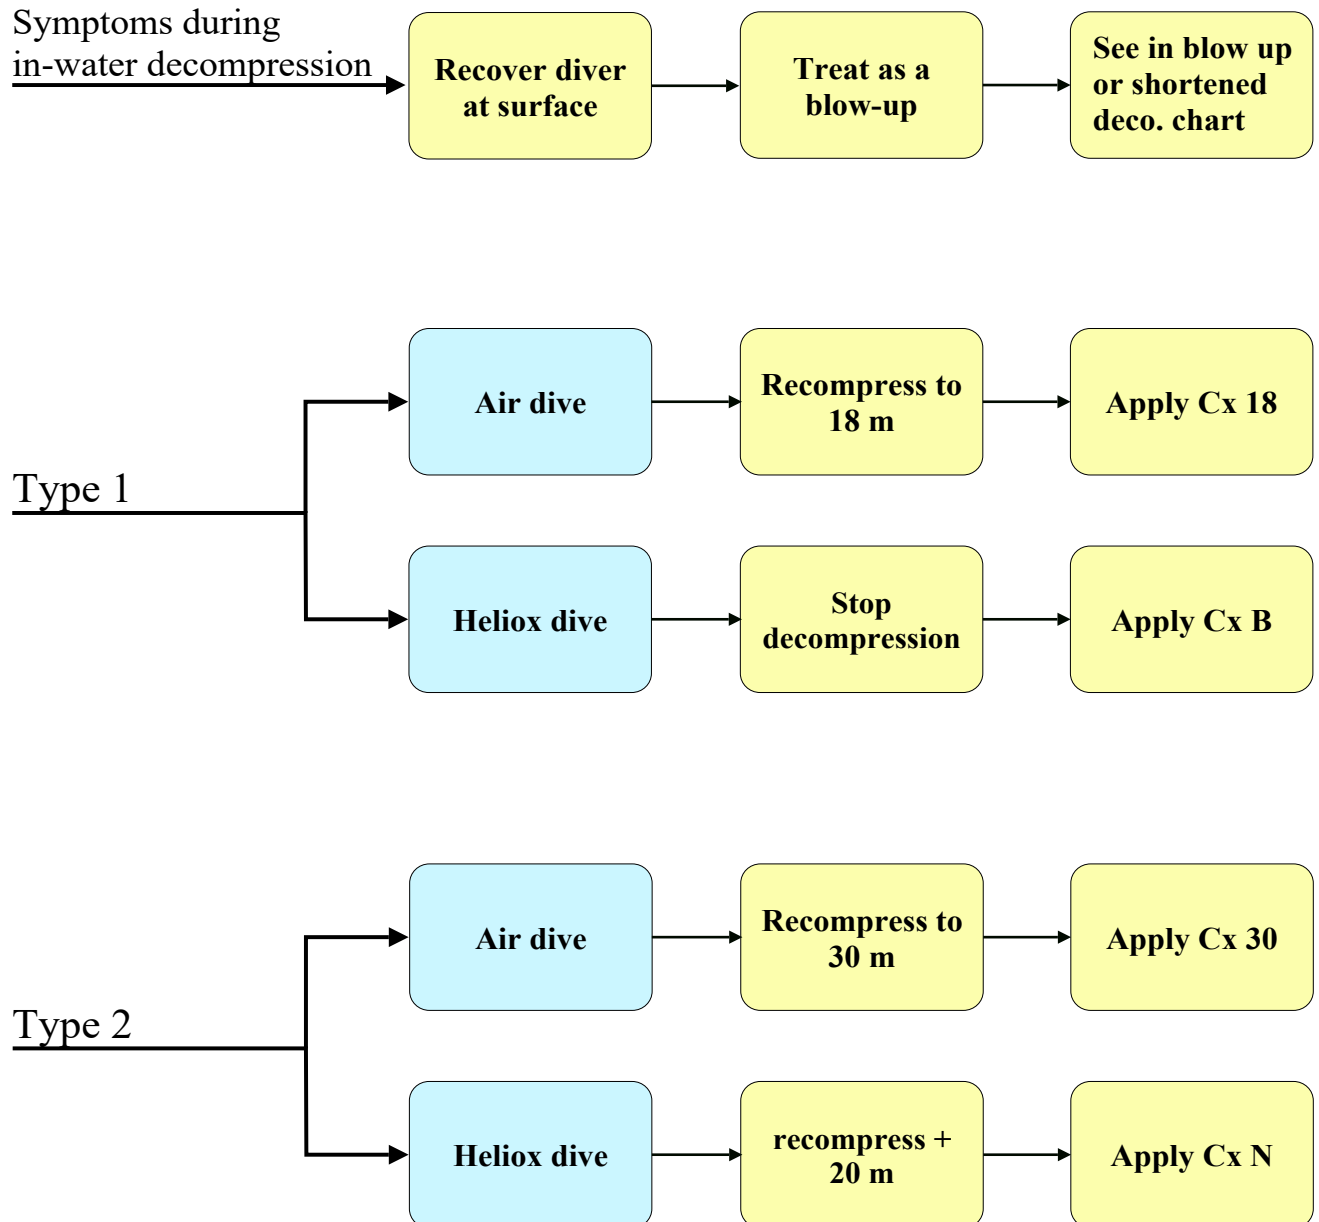 Symptoms during
in-water decompression
Recover diver
at surface
Treat as a
blow-up
See in blow up
or shortened
deco. chart
Type 1
Air dive
Recompress to
18 m
Apply Cx 18
Heliox dive
Stop
decompression
Apply Cx B
Type 2
Air dive
Recompress to
30 m
Apply Cx 30
Heliox dive
recompress +
20 m
Apply Cx N